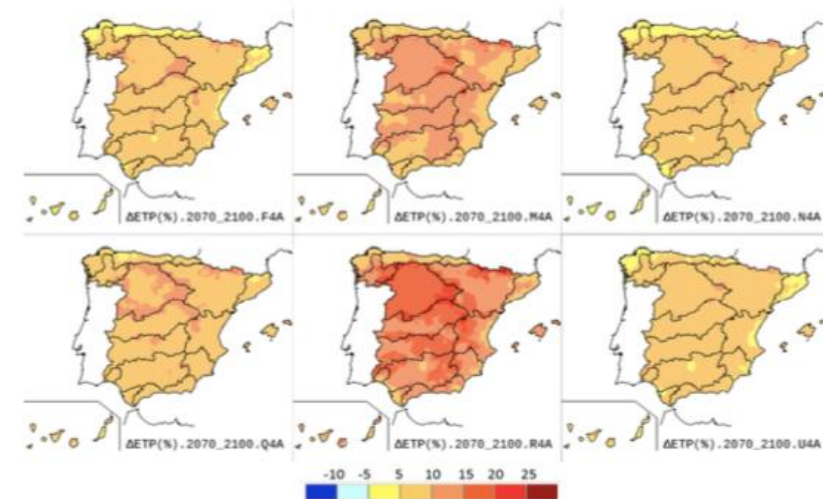 ΔETP(%).2070_2100.F4A
ΔETP(%).2070_2100.M4A
ΔETP(%).2070_2100.N4A
ΔETP(%).2070_2100.Q4A
ΔETP(%).2070_2100.R4A
ΔETP(%).2070_2100.U4A
-10 -5 5 10 15 20 25